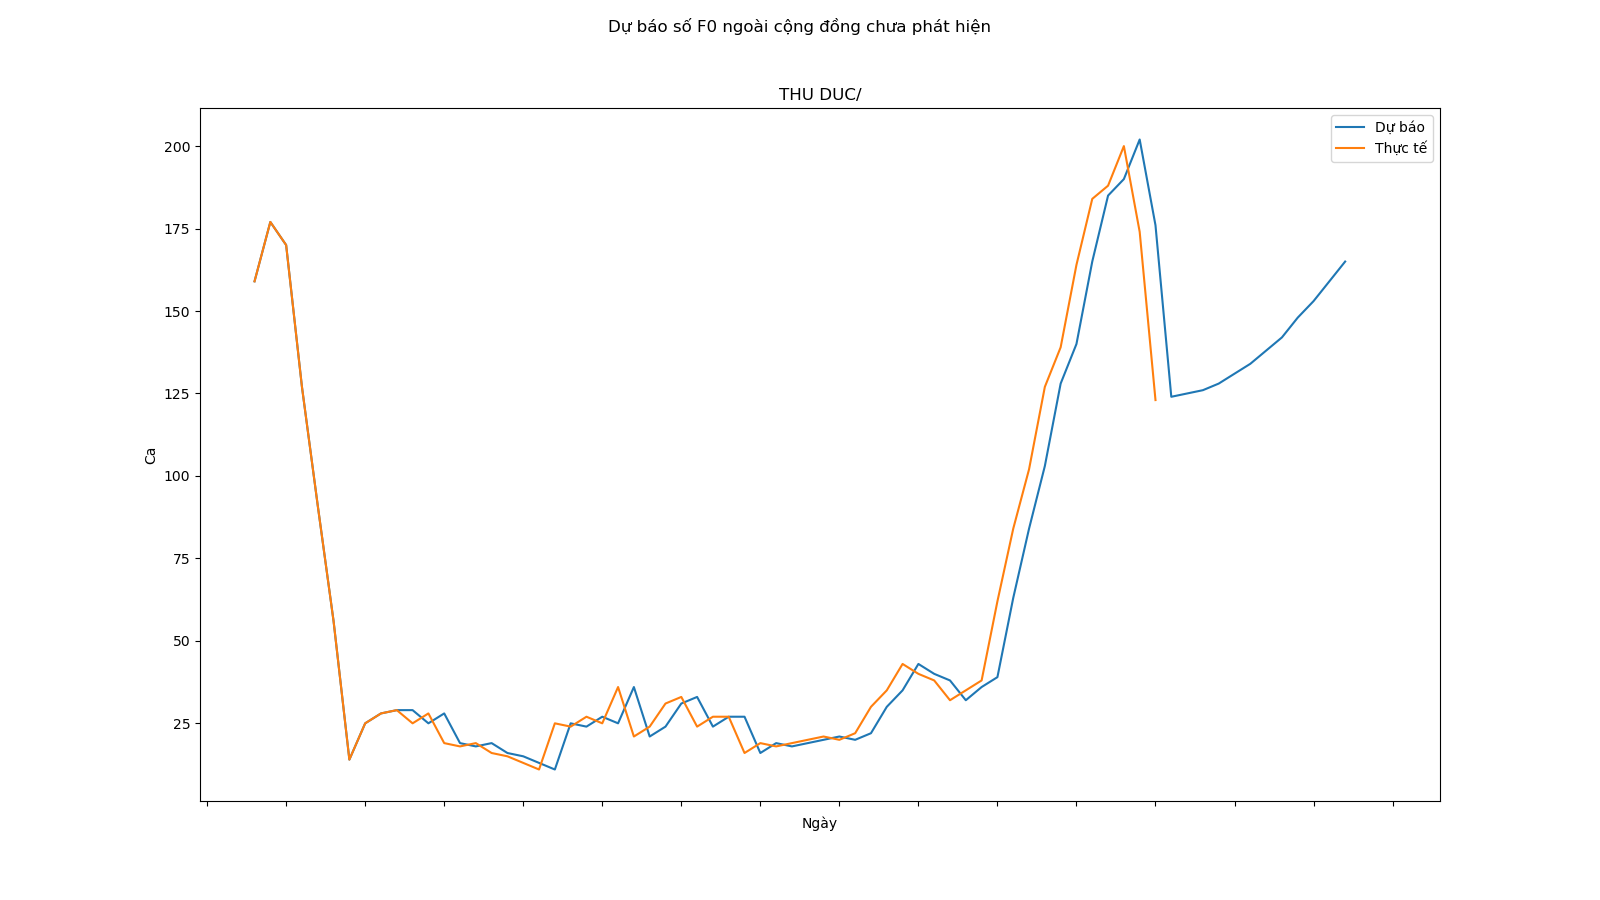 Dự báo số F0 ngoài cộng đồng chưa phát hiện
THU DUC/
Dự báo
Thực tế
200
175
150
125
100
75
50
25
Ca
Ngày